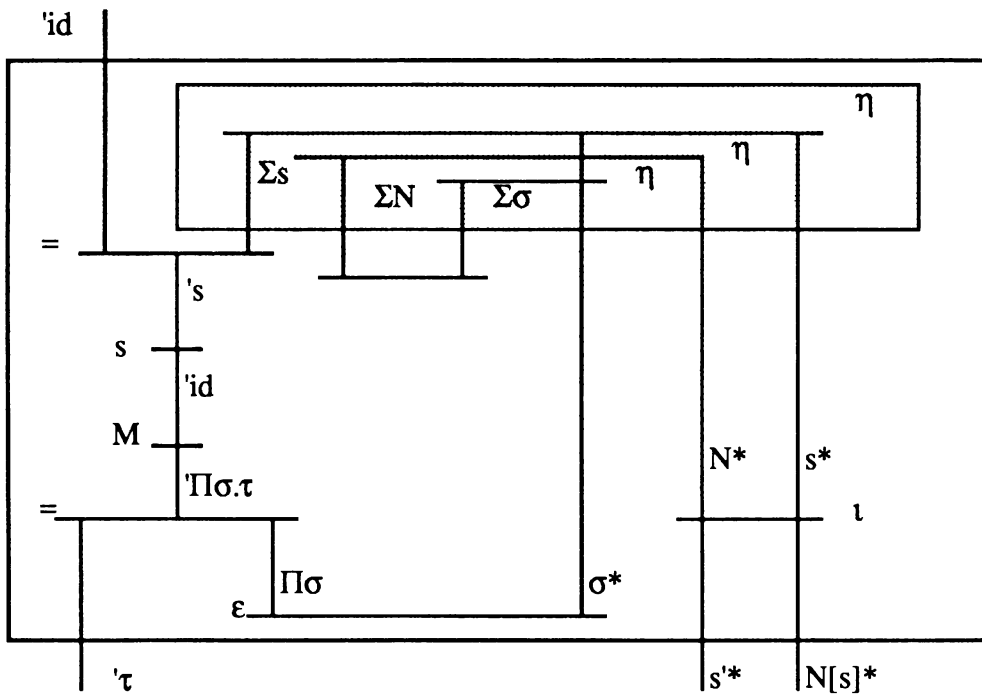 'id
η
η
Σs
η
ΣN
Σσ
=
's
s
'id
M
N*
s*
'Πσ.τ
=
ι
Πσ
σ*
ε
'τ
s'*
N[s]*